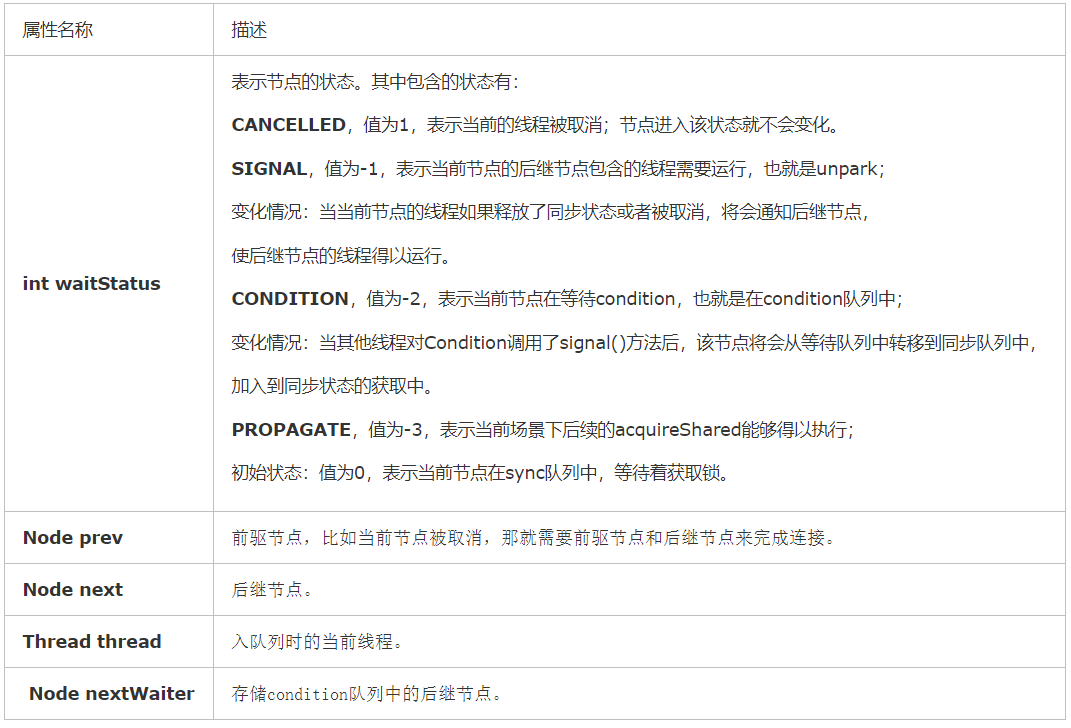 属性名称
描述
int waitStatus
表示节点的状态。其中包含的状态有：
CANCELLED，值为1，表示当前的线程被取消；节点进入该状态就不会变化。
SIGNAL，值为-1，表示当前节点的后继节点包含的线程需要运行，也就是unpark；
变化情况：当当前节点的线程如果释放了同步状态或者被取消，将会通知后继节点，
使后继节点的线程得以运行。
CONDITION，值为-2，表示当前节点在等待condition，也就是在condition队列中；
变化情况：当其他线程对Condition调用了signal()方法后，该节点将会从等待队列中转移到同步队列中，
加入到同步状态的获取中。
PROPAGATE，值为-3，表示当前场景下后续的acquireShared能够得以执行；
初始状态：值为0，表示当前节点在sync队列中，等待着获取锁。
Node prev
前驱节点，比如当前节点被取消，那就需要前驱节点和后继节点来完成连接。
Node next
后继节点。
Thread thread
入队列时的当前线程。
Node nextWaiter
存储condition队列中的后继节点。